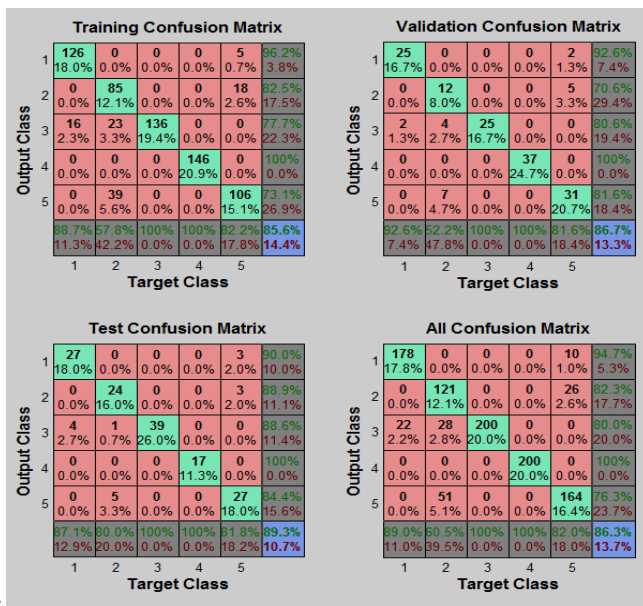 Training Confusion Matrix
1 126 0 0 0 5 96.2%
18.0% 0.0% 0.0% 0.0% 0.7% 3.8%
2 0 85 0 0 18 82.5%
0.0% 12.1% 0.0% 0.0% 2.6% 17.5%
3 16 23 136 0 0 77.7%
2.3% 3.3% 19.4% 0.0% 0.0% 22.3%
4 0 0 0 146 0 100%
0.0% 0.0% 0.0% 20.9% 0.0% 0.0%
5 0 39 0 0 106 73.1%
0.0% 5.6% 0.0% 0.0% 15.1% 26.9%
88.7% 57.8% 100% 100% 82.2% 85.6%
11.3% 42.2% 0.0% 0.0% 17.8% 14.4%
1 2 3 4 5
Target Class
Output Class
Validation Confusion Matrix
1 25 0 0 0 2 92.6%
16.7% 0.0% 0.0% 0.0% 1.3% 7.4%
2 0 12 0 0 5 70.6%
0.0% 8.0% 0.0% 0.0% 3.3% 29.4%
3 2 4 25 0 0 80.6%
1.3% 2.7% 16.7% 0.0% 0.0% 19.4%
4 0 0 0 37 0 100%
0.0% 0.0% 0.0% 24.7% 0.0% 0.0%
5 0 7 0 0 31 81.6%
0.0% 4.7% 0.0% 0.0% 20.7% 18.4%
92.6% 52.2% 100% 100% 81.6% 86.7%
7.4% 47.8% 0.0% 0.0% 18.4% 13.3%
1 2 3 4 5
Target Class
Output Class
Test Confusion Matrix
1 27 0 0 0 3 90.0%
18.0% 0.0% 0.0% 0.0% 2.0% 10.0%
2 0 24 0 0 3 88.9%
0.0% 16.0% 0.0% 0.0% 2.0% 11.1%
3 4 1 39 0 0 88.6%
2.7% 0.7% 26.0% 0.0% 0.0% 11.4%
4 0 0 0 17 0 100%
0.0% 0.0% 0.0% 11.3% 0.0% 0.0%
5 0 5 0 0 27 84.4%
0.0% 3.3% 0.0% 0.0% 18.0% 15.6%
87.1% 80.0% 100% 100% 81.8% 89.3%
12.9% 20.0% 0.0% 0.0% 18.2% 10.7%
1 2 3 4 5
Target Class
Output Class
All Confusion Matrix
1 178 0 0 0 10 94.7%
17.8% 0.0% 0.0% 0.0% 1.0% 5.3%
2 0 121 0 0 26 82.3%
0.0% 12.1% 0.0% 0.0% 2.6% 17.7%
3 22 28 200 0 0 80.0%
2.2% 2.8% 20.0% 0.0% 0.0% 20.0%
4 0 0 0 200 0 100%
0.0% 0.0% 0.0% 20.0% 0.0% 0.0%
5 0 51 0 0 164 76.3%
0.0% 5.1% 0.0% 0.0% 16.4% 23.7%
89.0% 60.5% 100% 100% 82.0% 86.3%
11.0% 39.5% 0.0% 0.0% 18.0% 13.7%
1 2 3 4 5
Target Class
Output Class